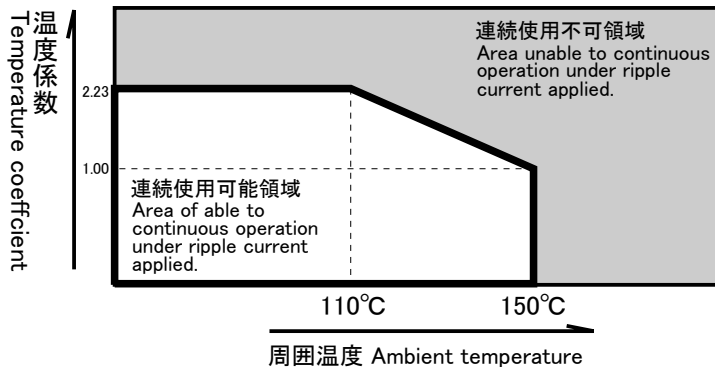 温度係数
Temperature coeffcient
連続使用不可領域
Area unable to continuous
operation under ripple
current applied.
2.23
1.00
連続使用可能領域
Area of able to
continuous operation
under ripple current
applied.
110℃
150℃
周囲温度 Ambient temperature